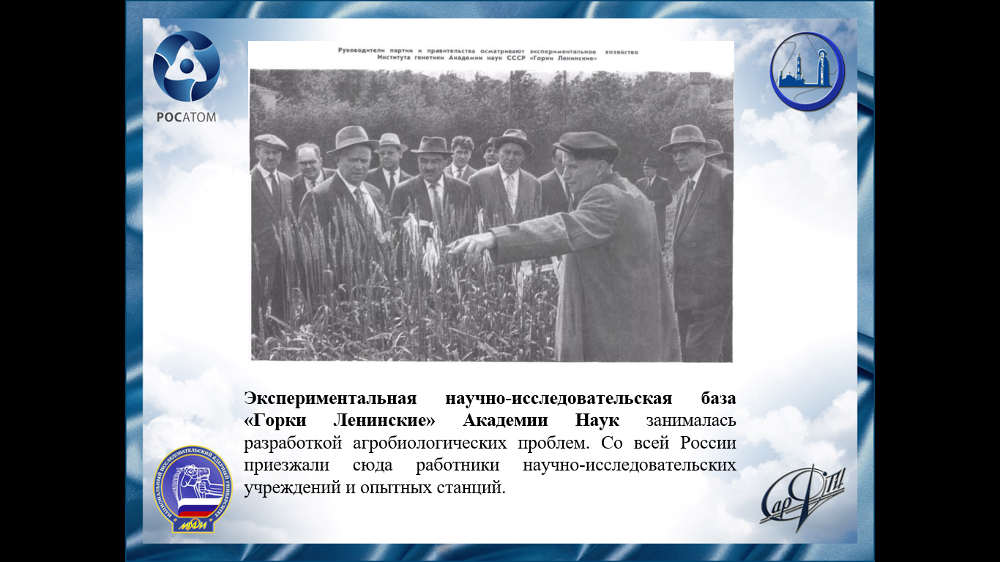 Руководители партии и правительства осматривают экспериментальное хозяйство
Института генетики Академии наук СССР «Горки Ленинские»
РОСАТОМ
Экспериментальная научно-исследовательская база
«Горки Ленинские» Академии Наук занималась
разработкой агробиологических проблем. Со всей России
приезжали сюда работники научно-исследовательских
учреждений и опытных станций.
НАЦИОНАЛЬНЫЙ ИССЛЕДОВАТЕЛЬСКИЙ ЯДЕРНЫЙ УНИВЕРСИТЕТ
МИФИ
СарФТИ